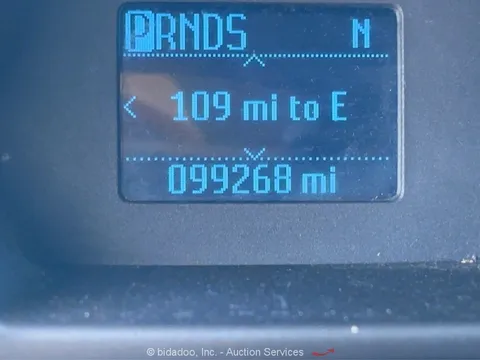 PRNDS N
< 109 mi to E
099268 mi
© bidadoo, Inc. - Auction Services